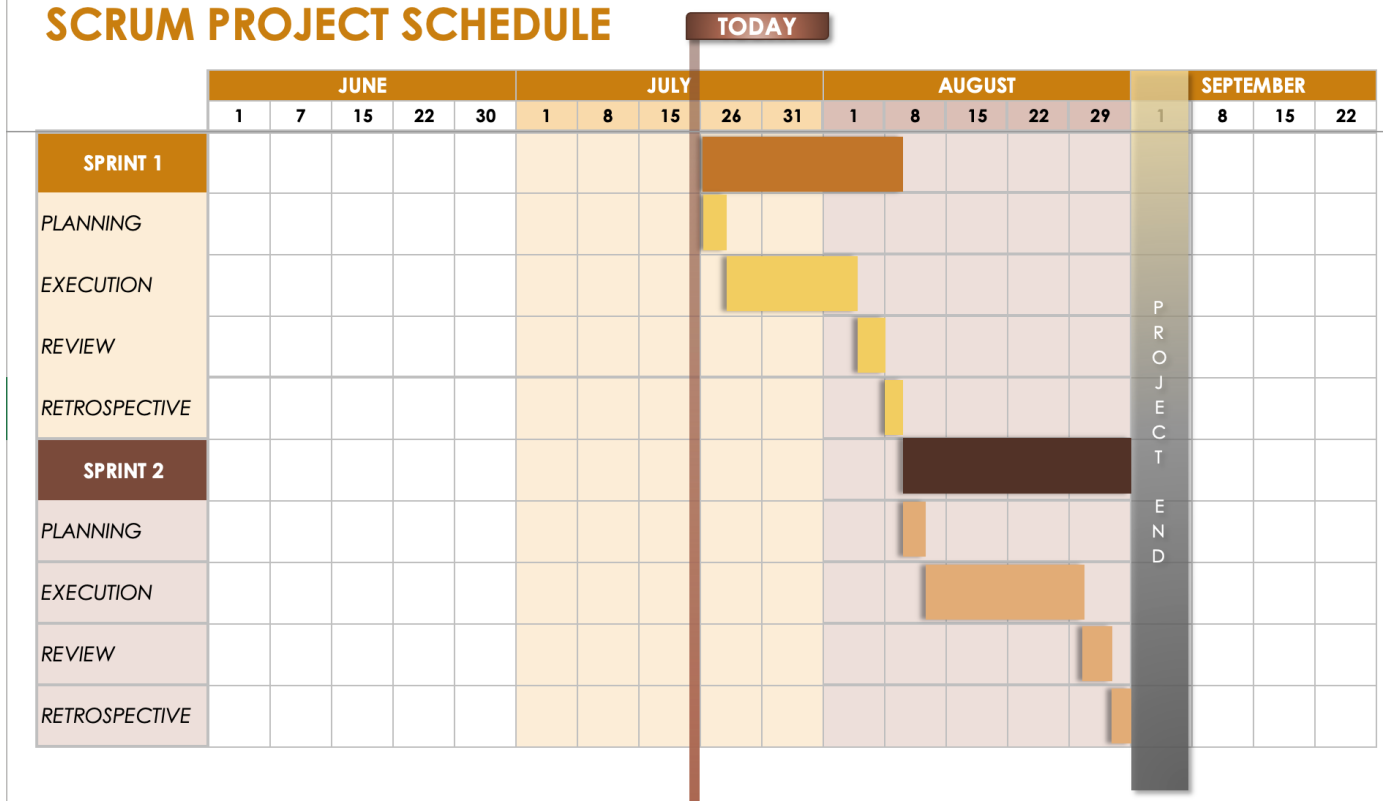 SCRUM PROJECT SCHEDULE
TODAY
JUNE JULY AUGUST SEPTEMBER
1 7 15 22 30 1 8 15 26 31 1 8 15 22 29 1 8 15 22
SPRINT 1
PLANNING
EXECUTION
REVIEW
RETROSPECTIVE
SPRINT 2
PLANNING
EXECUTION
REVIEW
RETROSPECTIVE
PROJECT END